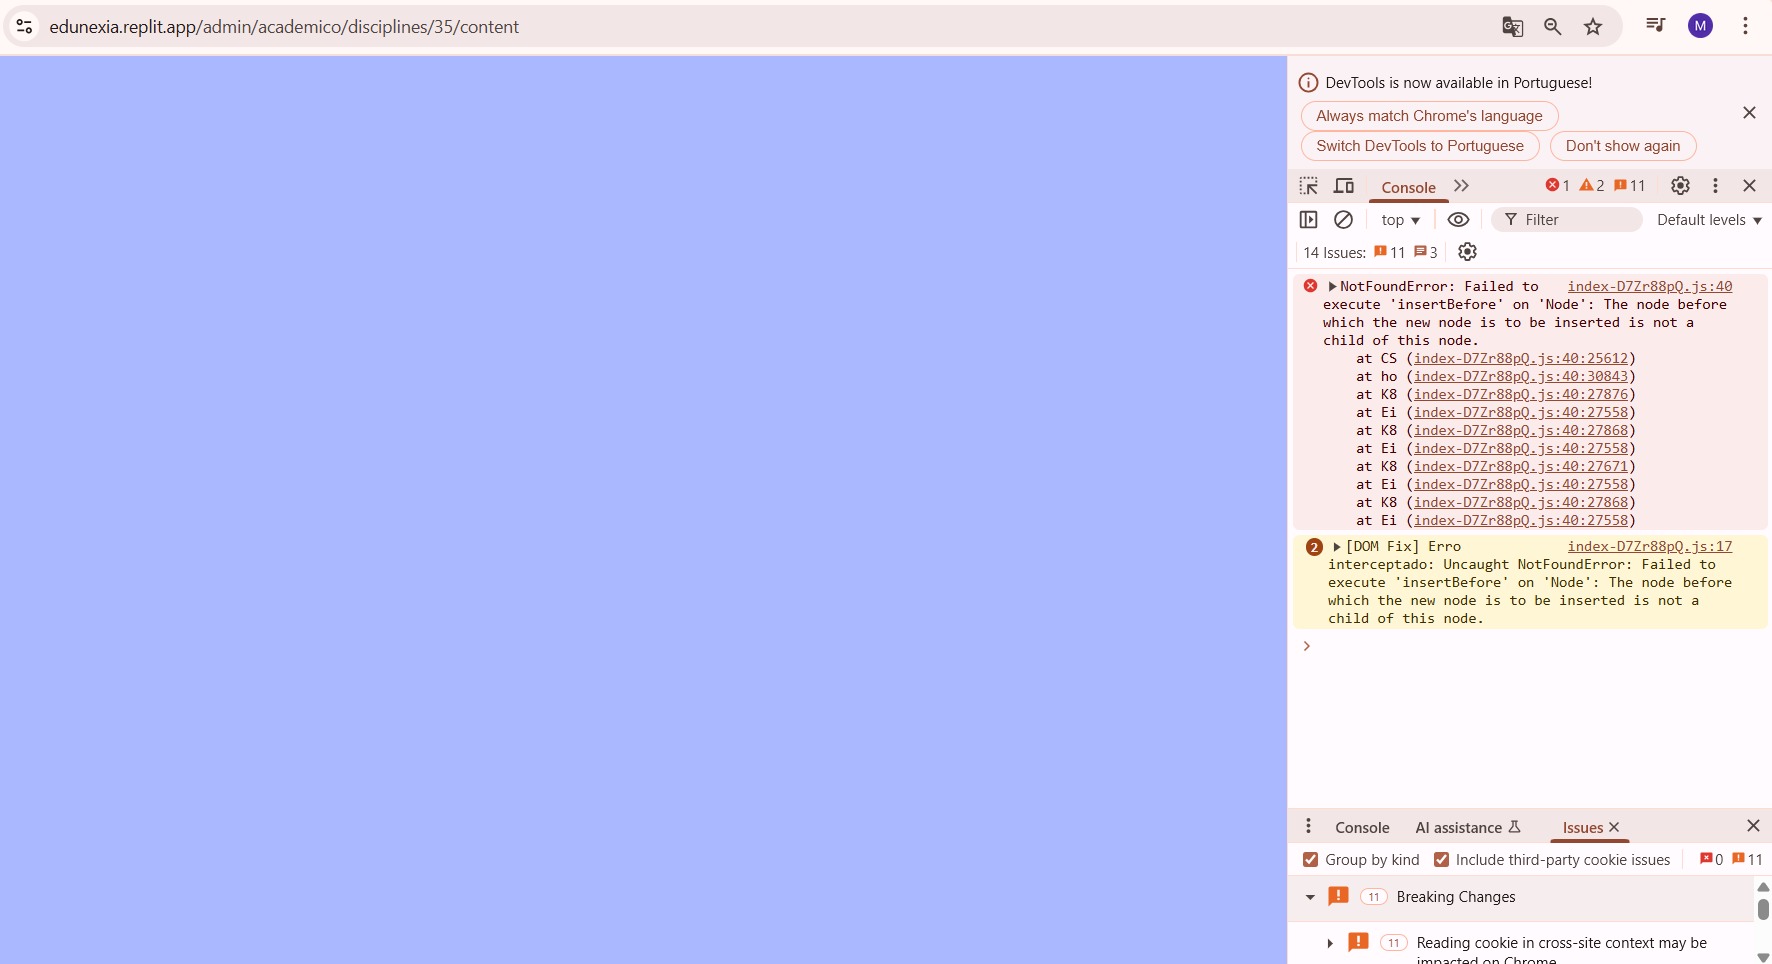 edunexia.replit.app/admin/academico/disciplines/35/content
M
DevTools is now available in Portuguese!
Always match Chrome's language
Switch DevTools to Portuguese
Don't show again
Console
1
2
11
top
Filter
Default levels
14 Issues:
11
3
NotFoundError: Failed to index-D7Zr88pQ.js:40
execute 'insertBefore' on 'Node': The node before
which the new node is to be inserted is not a
child of this node.
at CS (index-D7Zr88pQ.js:40:25612)
at ho (index-D7Zr88pQ.js:40:30843)
at K8 (index-D7Zr88pQ.js:40:27876)
at Ei (index-D7Zr88pQ.js:40:27558)
at K8 (index-D7Zr88pQ.js:40:27868)
at Ei (index-D7Zr88pQ.js:40:27558)
at K8 (index-D7Zr88pQ.js:40:27671)
at Ei (index-D7Zr88pQ.js:40:27558)
at K8 (index-D7Zr88pQ.js:40:27868)
at Ei (index-D7Zr88pQ.js:40:27558)
2 [DOM Fix] Erro index-D7Zr88pQ.js:17
interceptado: Uncaught NotFoundError: Failed to
execute 'insertBefore' on 'Node': The node before
which the new node is to be inserted is not a
child of this node.
Console
AI assistance
Issues
Group by kind
Include third-party cookie issues
0
11
11 Breaking Changes
11 Reading cookie in cross-site context may be
impacted on Chrome